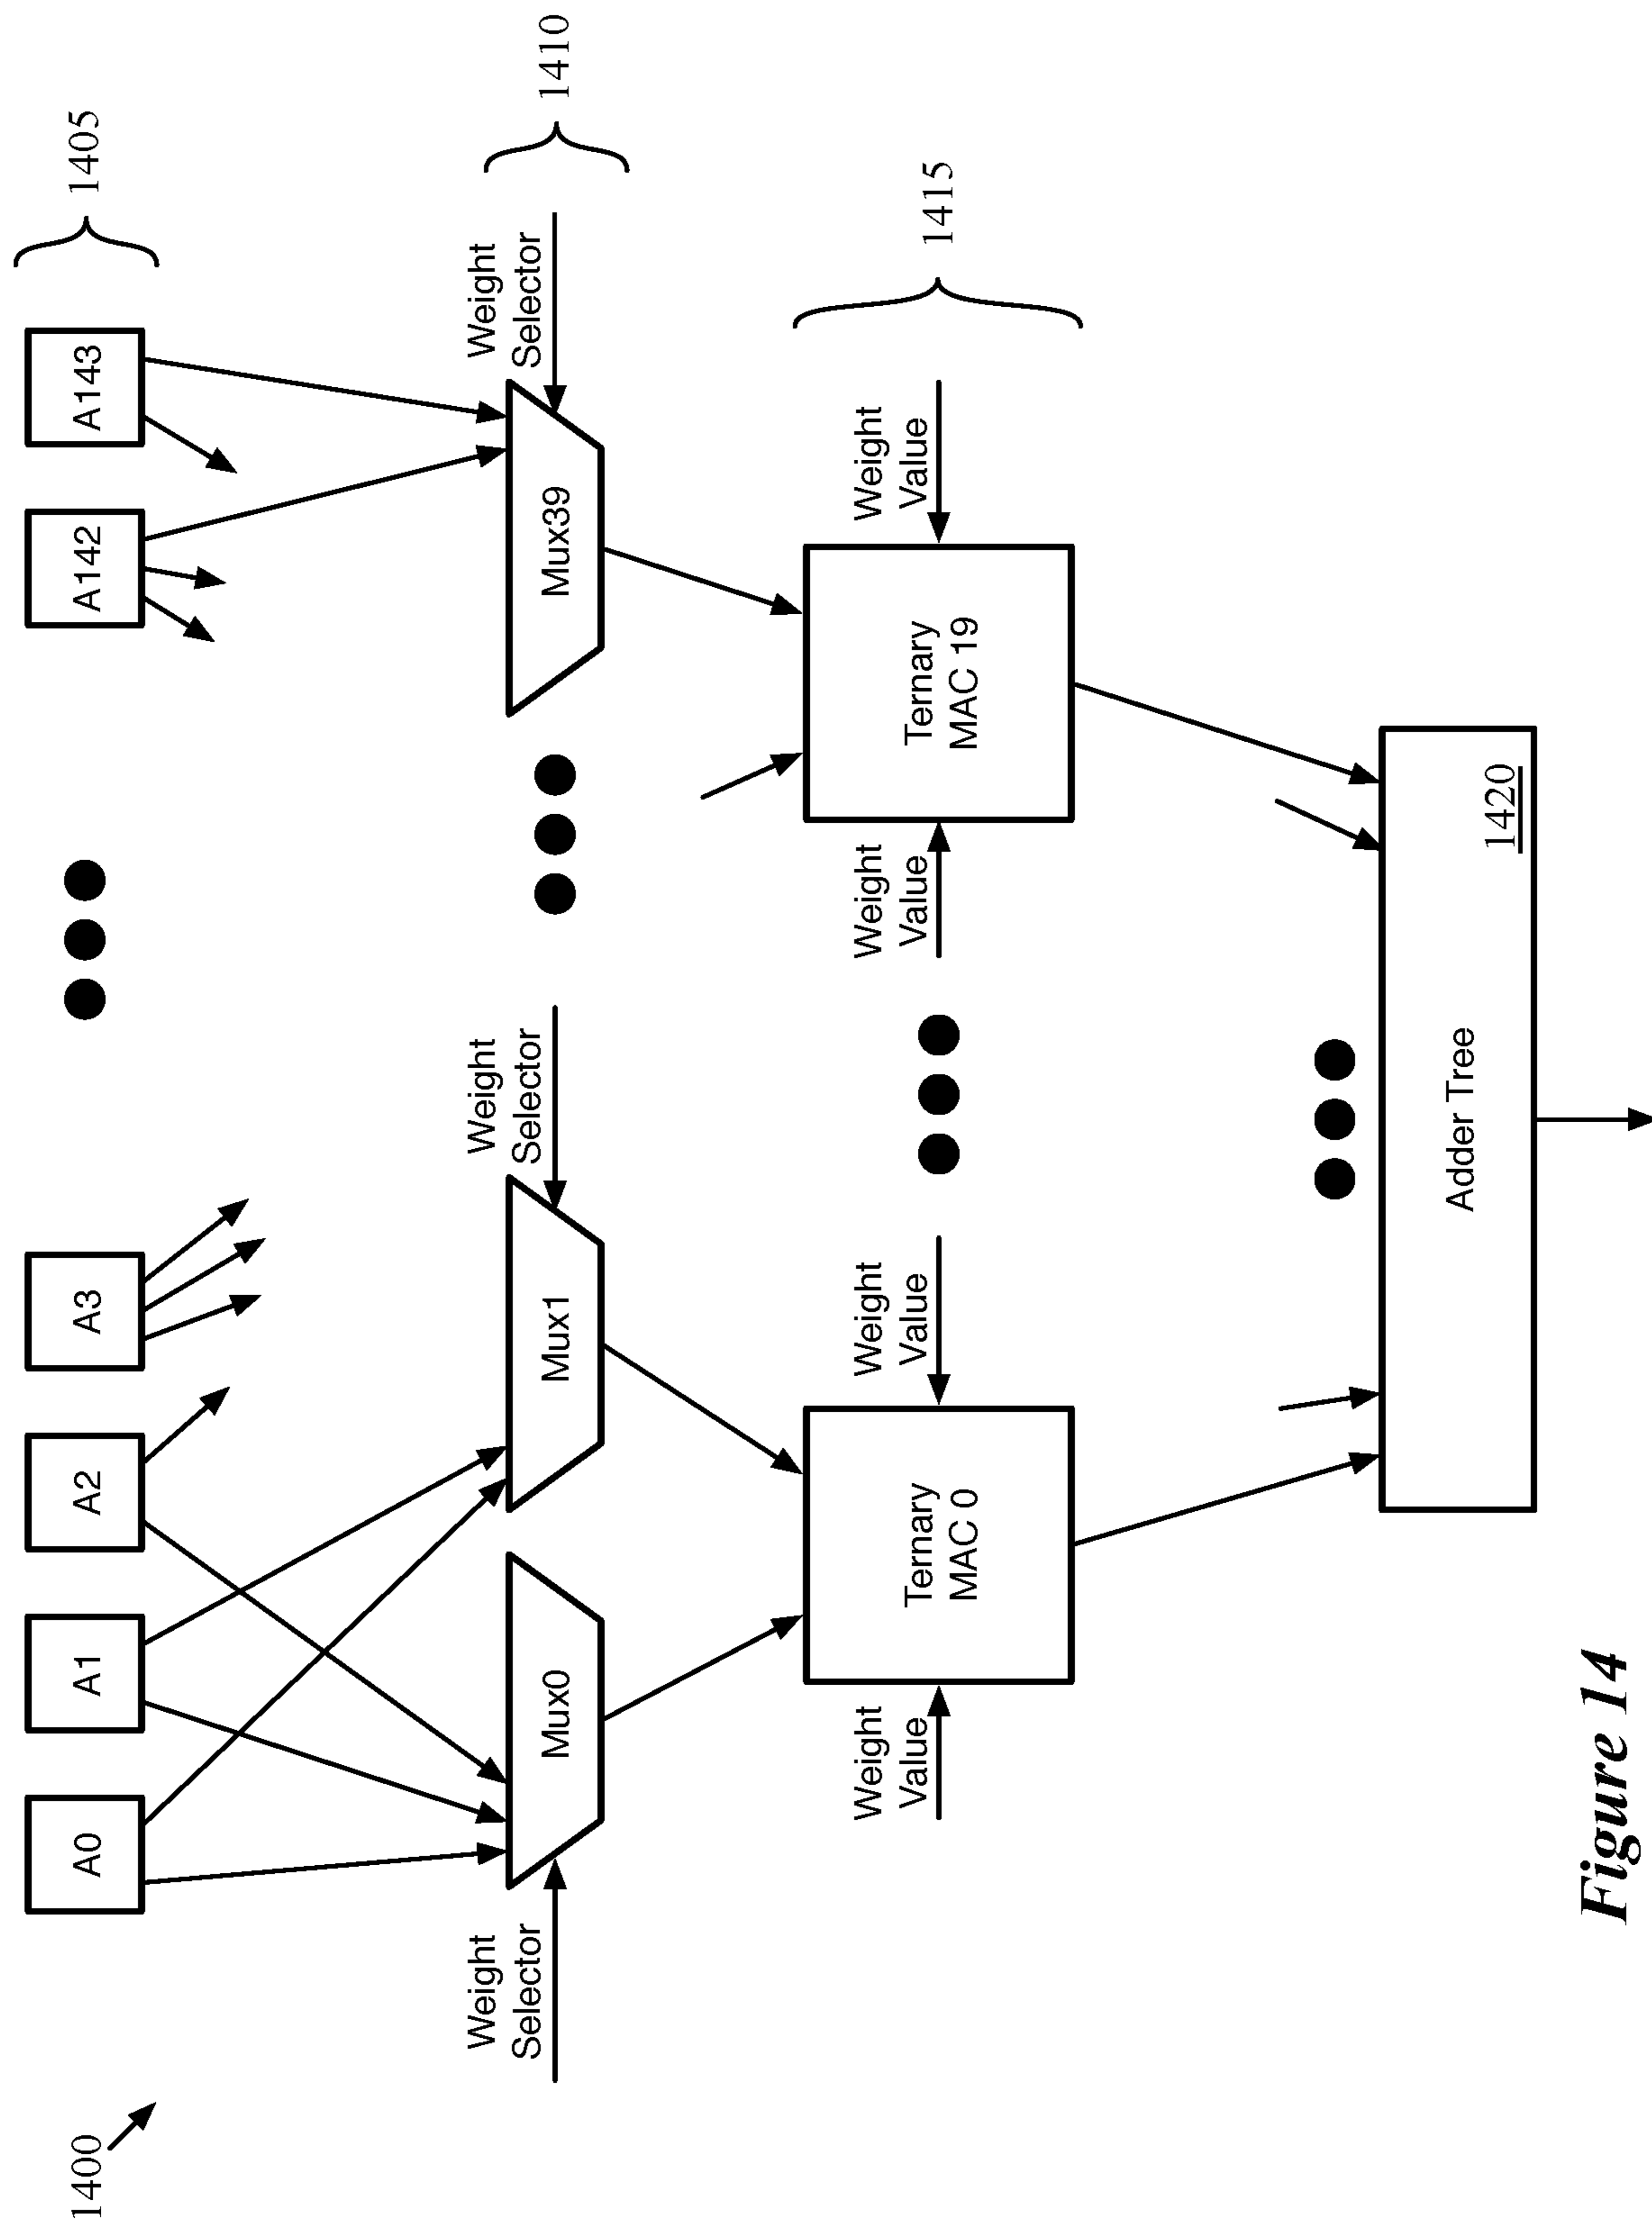 1400
A0
A1
A2
A3
A142
A143
1405
Weight
Selector
Mux0
Mux1
Weight
Selector
Mux39
Weight
Selector
1410
Weight
Value
Ternary
MAC 0
Weight
Value
Weight
Value
Ternary
MAC 19
Weight
Value
1415
Adder Tree
1420
Figure 14